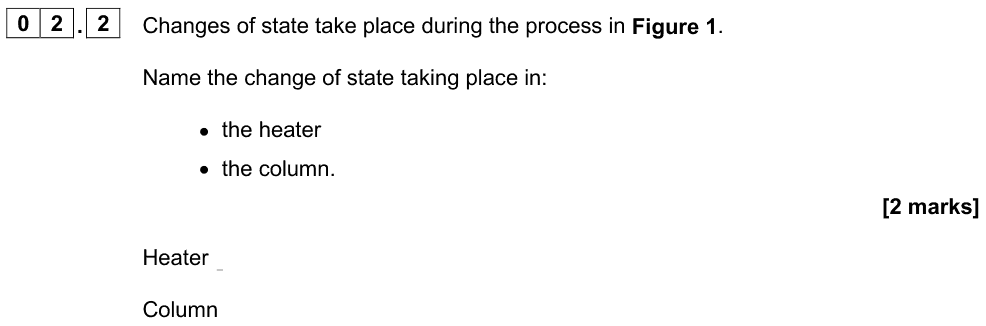 0 2 . 2 Changes of state take place during the process in Figure 1.
Name the change of state taking place in:
• the heater
• the column.
[2 marks]
Heater _
Column